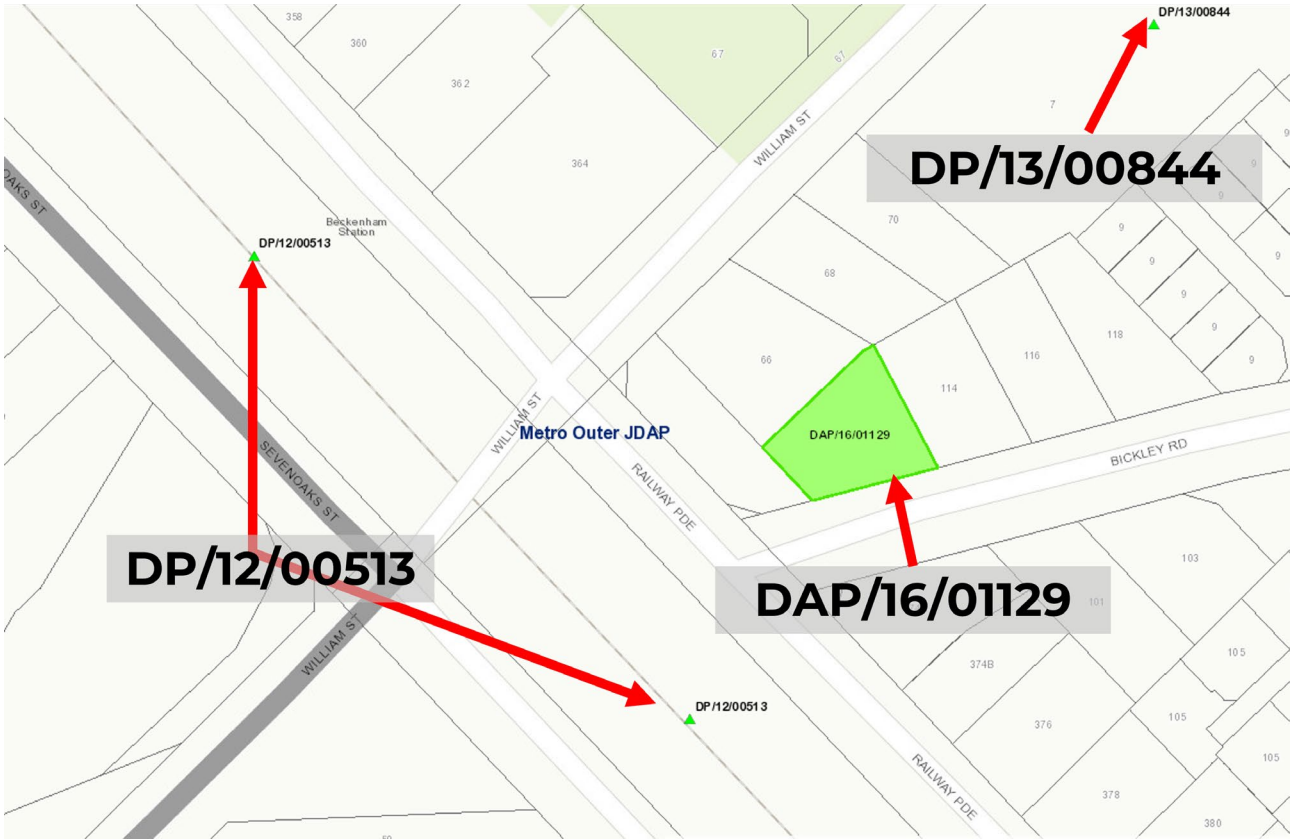 358
360
362
364
67
67
WILLIAM ST
DP/13/00844
7
DP/13/00844
9
9
9
9
9
9
9
9
OAKS ST
Beckenham
Station
DP/12/00513
70
68
66
118
116
114
WILLIAM ST
Metro Outer JDAP
DAP/16/01129
BICKLEY RD
SEVENOAKS ST
RAILWAY PDE
DP/12/00513
DAP/16/01129
103
101
105
WILLIAM ST
374B
376
105
105
DP/12/00513
RAILWAY PDE
378
380